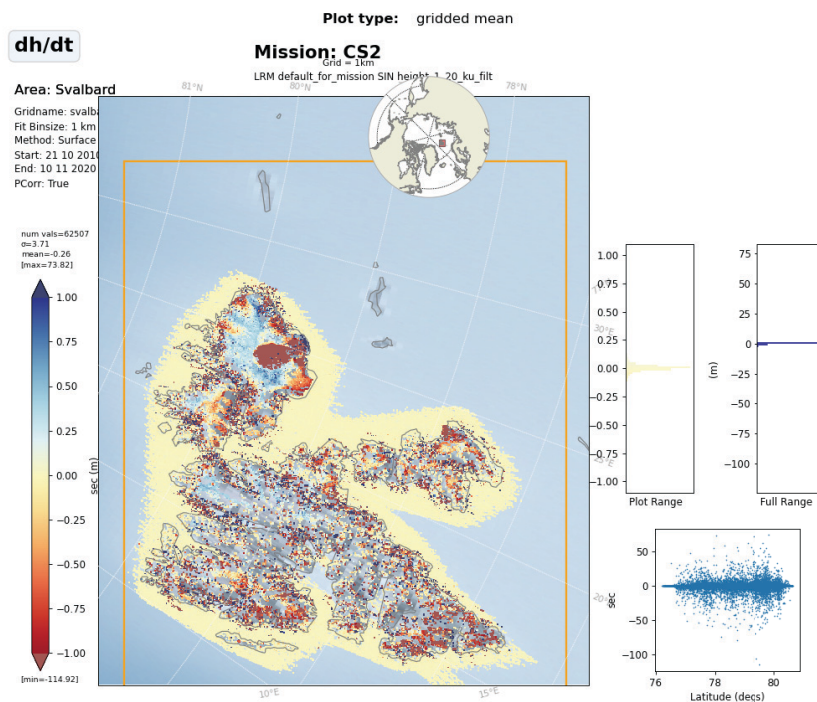 Plot type: gridded mean
dh/dt
Mission: CS2
Grid = 1km
LRM default_for_mission SIN height_1_20_ku_filt
Area: Svalbard
Gridname: svalba
Fit Binsize: 1 km
Method: Surface
Start: 21 10 2010
End: 10 11 2020
PCorr: True
81°N
78°N
30°E
25°E
20°
10°E
15°E
num vals=62507
σ=3.71
mean=-0.26
[max=73.82]
1.00
0.75
0.50
0.25
0.00
−0.25
−0.50
−0.75
−1.00
sec (m)
[min=-114.92]
1.00
0.75
0.50
0.25
0.00
−0.25
−0.50
−0.75
−1.00
Plot Range
75
50
25
0
−25
−50
−75
−100
(m)
Full Range
50
0
−50
−100
sec
76
78
80
Latitude (degs)